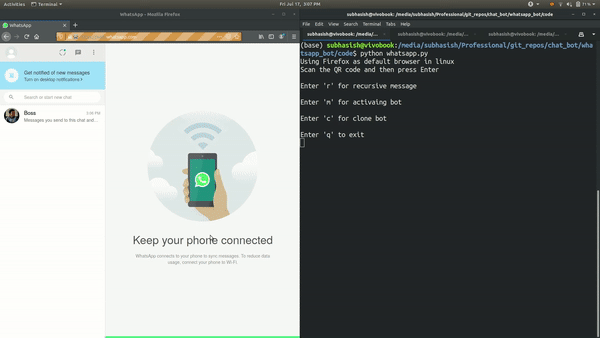 Activities
Terminal
Fri Jul 17, 3:07 PM
71%
WhatsApp - Mozilla Firefox
WhatsApp
Get notified of new messages
Turn on desktop notifications
Search or start new chat
Boss
Messages you send to this chat and ...
Keep your phone connected
WhatsApp connects to your phone to sync messages. To reduce data
usage, connect your phone to Wi-Fi.
subhasish@vivobook: /media/subhasish/Professional/git_repos/chat_bot/whatsapp_bot/code
File Edit View Search Terminal Tabs Help
subhasish@vivobook: /media/...
subhasish@vivobook: /media/...
subhasish@vivobook: /media/...
(base) subhasish@vivobook:/media/subhasish/Professional/git_repos/chat_bot/whats
app_bot/code$ python whatsapp.py
Using Firefox as default browser in linux
Scan the QR code and then press Enter
Enter 'r' for recursive message
Enter 'm' for activaing bot
Enter 'c' for clone bot
Enter 'q' to exit